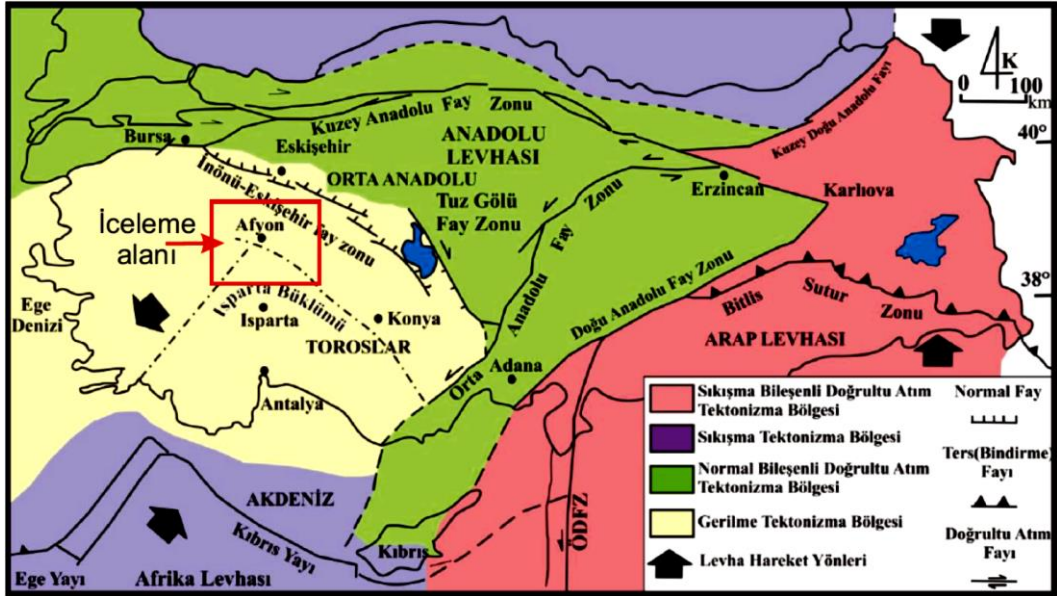 K
0 100
km
40°
38°
Kuzey Doğu Anadolu Fayı
Kuzey Anadolu Fay Zonu
Bursa
Eskişehir
ANADOLU
LEVHASI
ORTA ANADOLU
Tuz Gölü
Fay Zonu
Erzincan
Karlıova
İnönü-Eskişehir fay zonu
İceleme
alanı
Afyon
Isparta Büklümü
Isparta
Konya
TOROSLAR
Ege
Denizi
Antalya
Orta Anadolu Fay Zonu
Adana
Doğu Anadolu Fay Zonu
Bitlis Sutur Zonu
ARAP LEVHASI
AKDENİZ
Kıbrıs Yayı
Kıbrıs
Ege Yayı
Afrika Levhası
ÖDFZ
Sıkışma Bileşenli Doğrultu Atım
Tektonizma Bölgesi
Sıkışma Tektonizma Bölgesi
Normal Bileşenli Doğrultu Atım
Tektonizma Bölgesi
Gerilme Tektonizma Bölgesi
Levha Hareket Yönleri
Normal Fay
Ters(Bindirme)
Fayı
Doğrultu Atım
Fayı